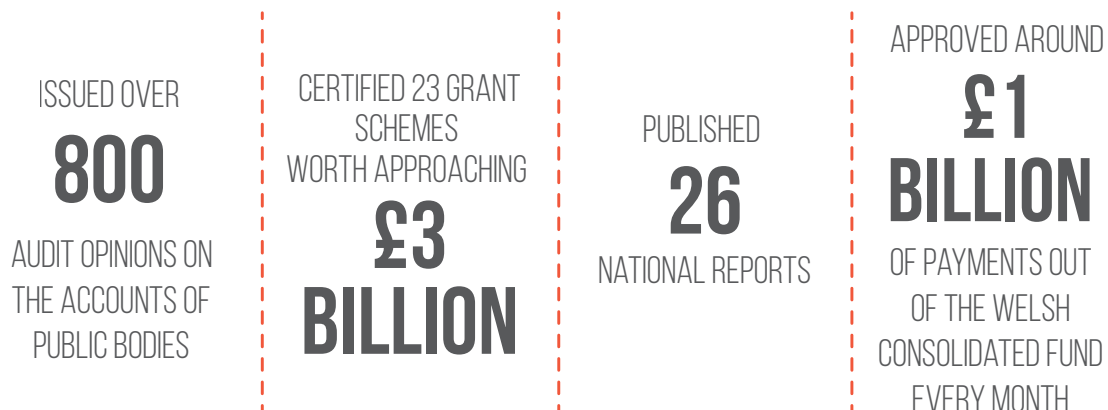 ISSUED OVER
800
AUDIT OPINIONS ON
THE ACCOUNTS OF
PUBLIC BODIES
CERTIFIED 23 GRANT
SCHEMES
WORTH APPROACHING
£3
BILLION
PUBLISHED
26
NATIONAL REPORTS
APPROVED AROUND
£1
BILLION
OF PAYMENTS OUT
OF THE WELSH
CONSOLIDATED FUND
EVERY MONTH